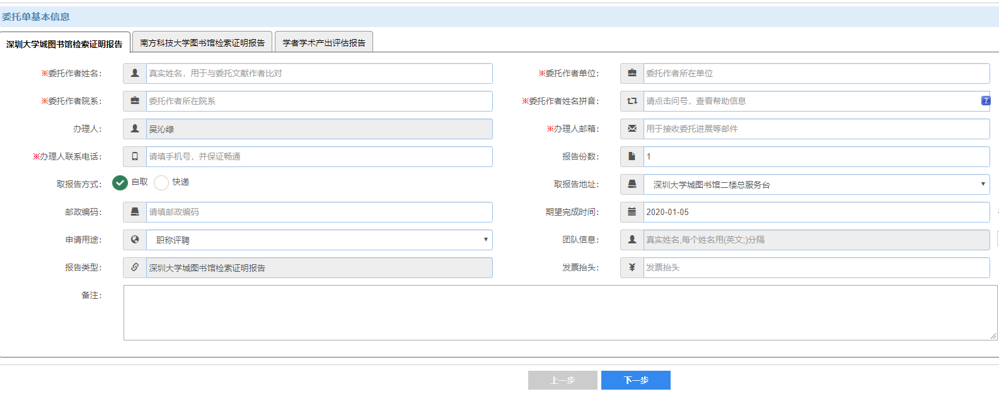 委托单基本信息
深圳大学城图书馆检索证明报告 南方科技大学图书馆检索证明报告 学者学术产出评估报告
※委托作者姓名： 真实姓名，用于与委托文献作者比对 ※委托作者单位： 委托作者所在单位
※委托作者院系： 委托作者所在院系 ※委托作者姓名拼音： 请点击问号，查看帮助信息 ?
办理人： 吴沁绿 ※办理人邮箱： 用于接收委托进展等邮件
※办理人联系电话： 请填手机号，并保证畅通 报告份数： 1
取报告方式： 自取 快递 取报告地址： 深圳大学城图书馆二楼总服务台
邮政编码： 请填邮政编码 期望完成时间： 2020-01-05
申请用途： 职称评聘 团队信息： 真实姓名,每个姓名用(英文;)分隔
报告类型： 深圳大学城图书馆检索证明报告 发票抬头： 发票抬头
备注：
上一步 下一步